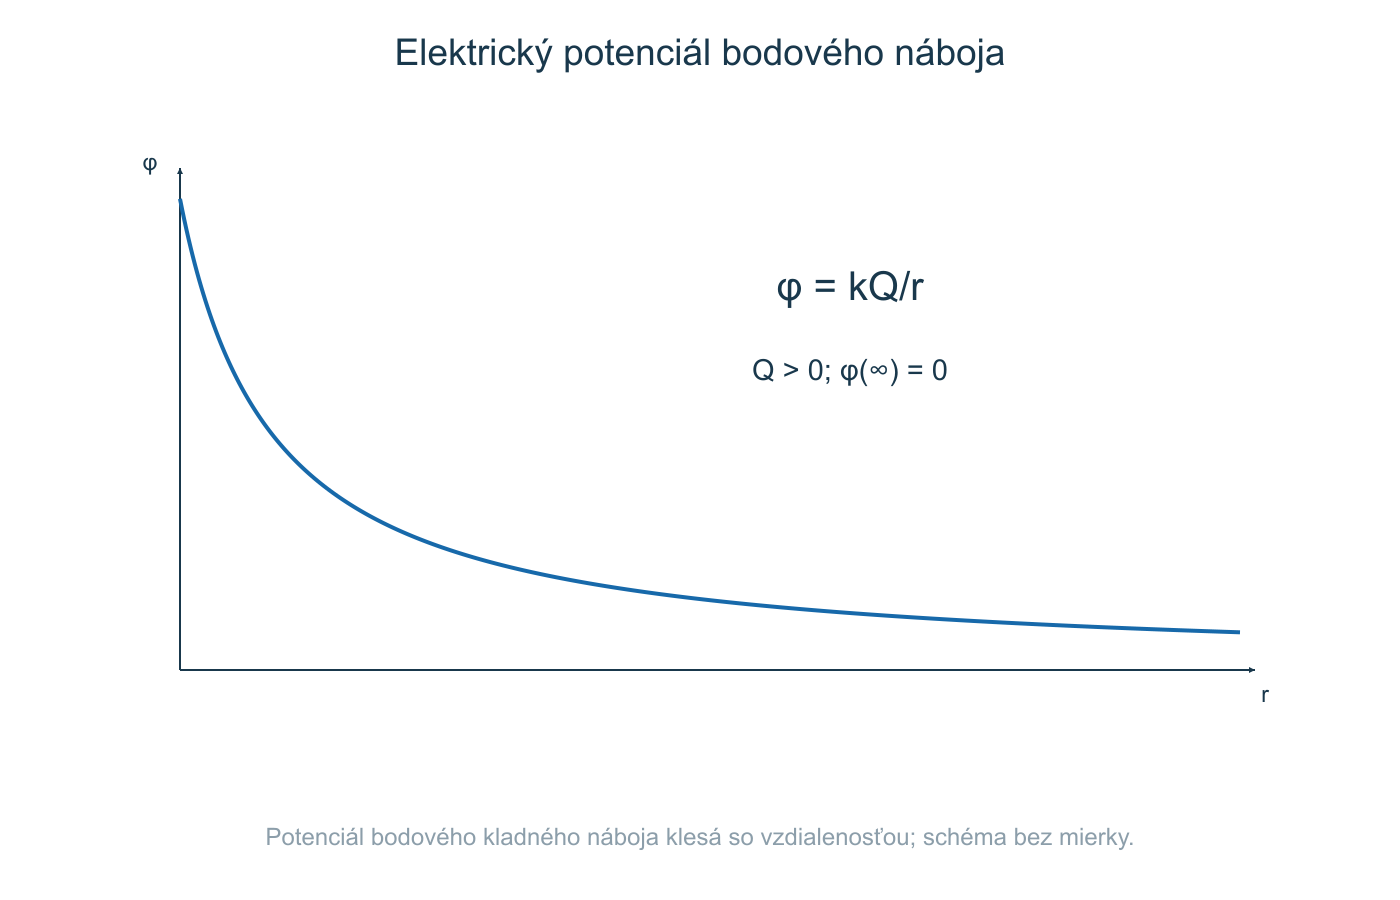 Elektrický potenciál bodového náboja
φ
φ = kQ/r
Q > 0; φ(∞) = 0
r
Potenciál bodového kladného náboja klesá so vzdialenosťou; schéma bez mierky.